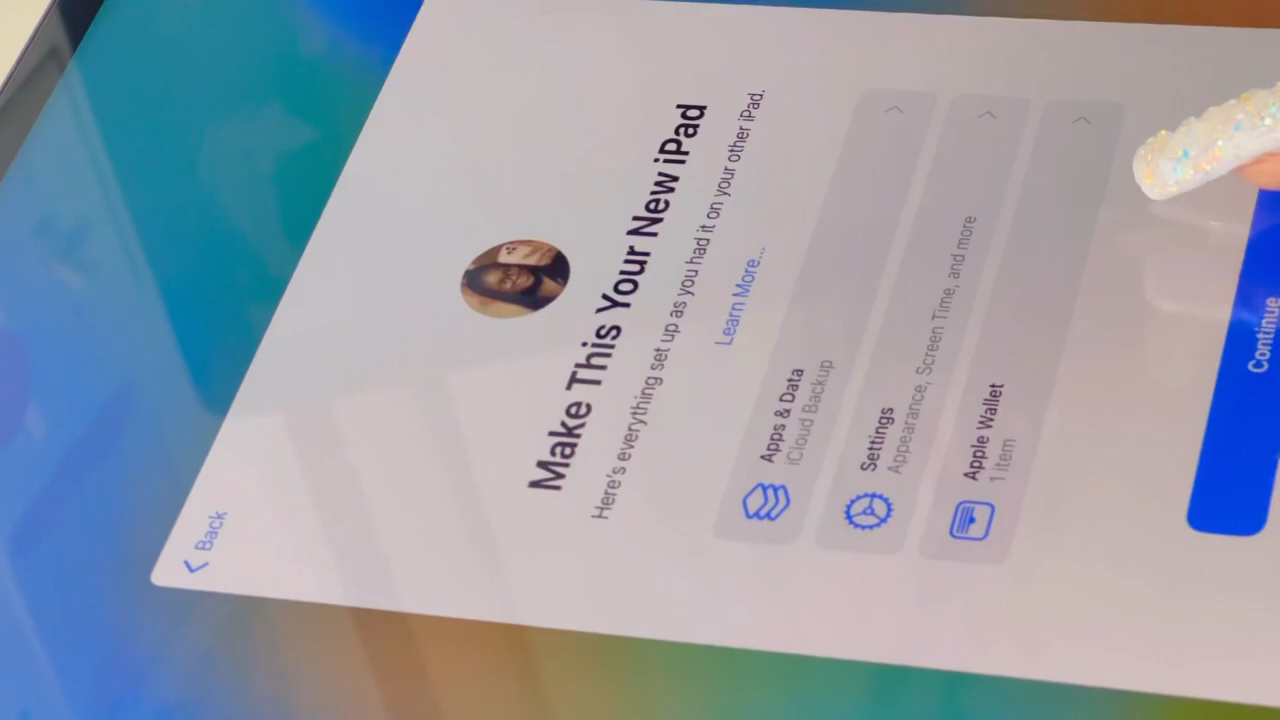 Back
Make This Your New iPad
Here's everything set up as you had it on your other iPad.
Learn More...
Apps & Data
iCloud Backup
Settings
Appearance, Screen Time, and more
Apple Wallet
1 item
Continue